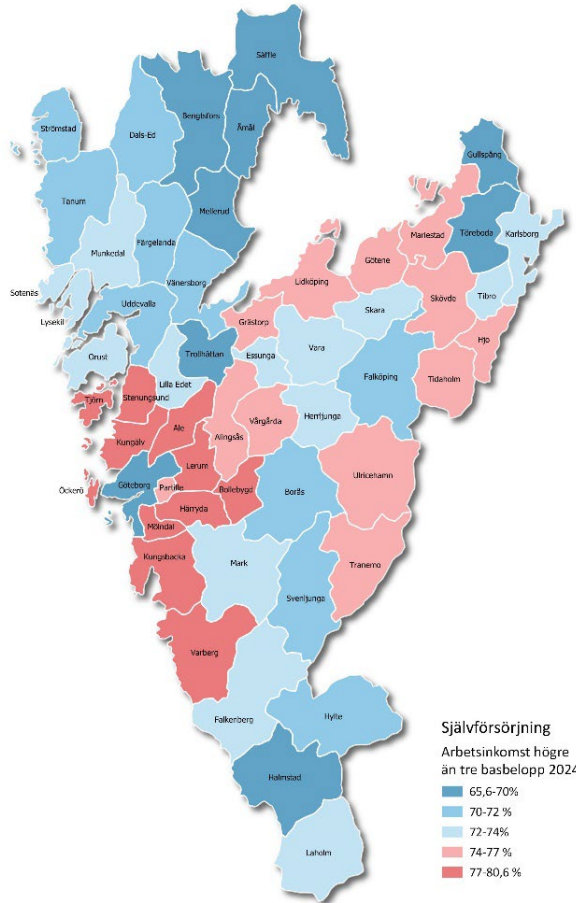 Säffle
Bengtsfors
Åmål
Strömstad
Dals-Ed
Gullspång
Tanum
Mellerud
Mariestad
Töreboda
Karlsborg
Munkedal
Färgelanda
Götene
Vänersborg
Lidköping
Sotenäs
Skövde
Tibro
Uddevalla
Skara
Lysekil
Grästorp
Hjo
Vara
Orust
Trollhättan
Essunga
Falköping
Tidaholm
Lilla Edet
Tjörn
Stenungsund
Herrljunga
Vårgårda
Ale
Alingsås
Kungälv
Lerum
Ulricehamn
Göteborg
Partille
Bollebygd
Öckerö
Borås
Härryda
Mölndal
Kungsbacka
Mark
Tranemo
Svenljunga
Varberg
Falkenberg
Hylte
Halmstad
Laholm
Självförsörjning
Arbetsinkomst högre
än tre basbelopp 2024
65,6-70%
70-72 %
72-74%
74-77 %
77-80,6 %